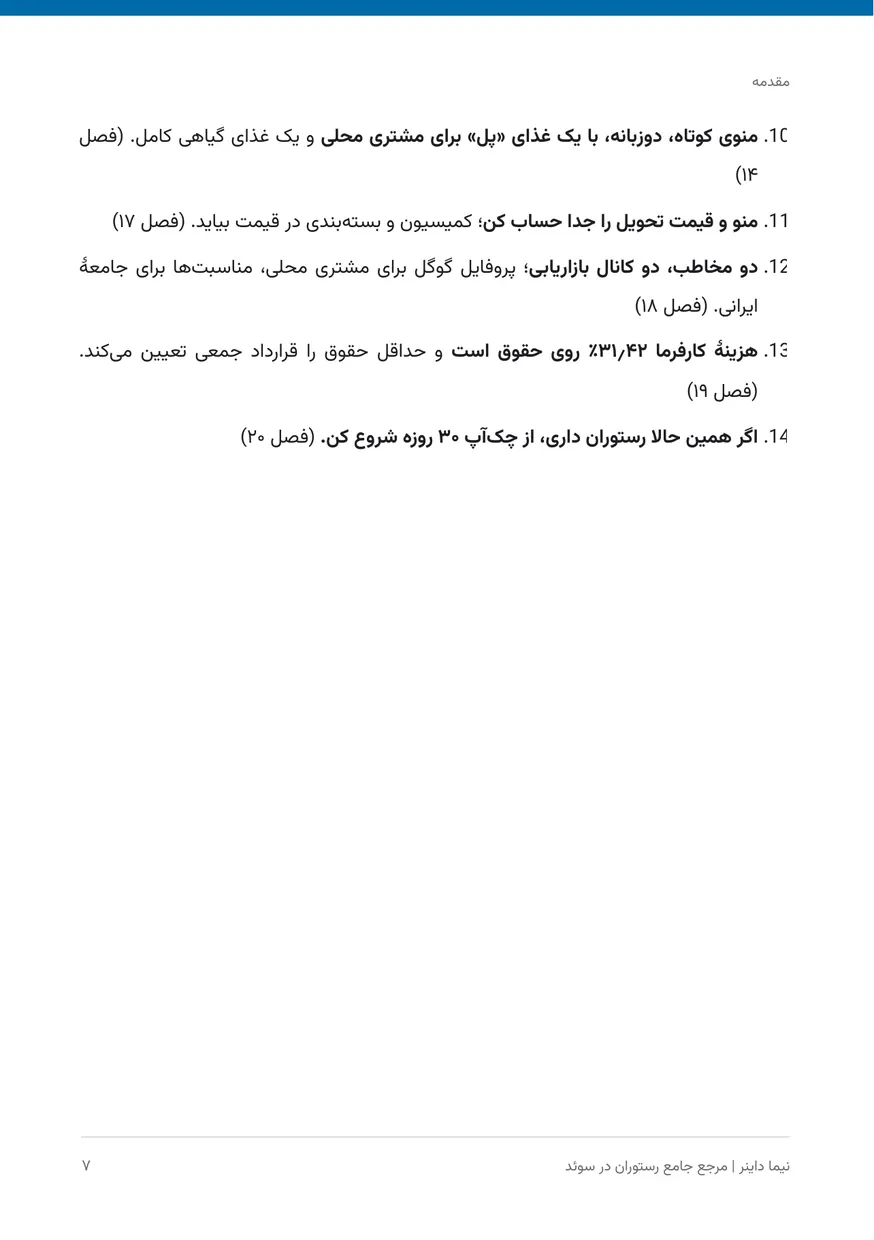 مقدمه
10. منوی کوتاه، دوزبانه، با یک غذای «پل» برای مشتری محلی و یک غذای گیاهی کامل. (فصل
۱۴)
11. منو و قیمت تحویل را جدا حساب کن؛ کمیسیون و بسته‌بندی در قیمت بیاید. (فصل ۱۷)
12. دو مخاطب، دو کانال بازاریابی؛ پروفایل گوگل برای مشتری محلی، مناسبت‌ها برای جامعهٔ
ایرانی. (فصل ۱۸)
13. هزینهٔ کارفرما ۳۱٫۴۲٪ روی حقوق است و حداقل حقوق را قرارداد جمعی تعیین می‌کند.
(فصل ۱۹)
14. اگر همین حالا رستوران داری، از چک‌آپ ۳۰ روزه شروع کن. (فصل ۲۰)
نیما داینر | مرجع جامع رستوران در سوئد
۷